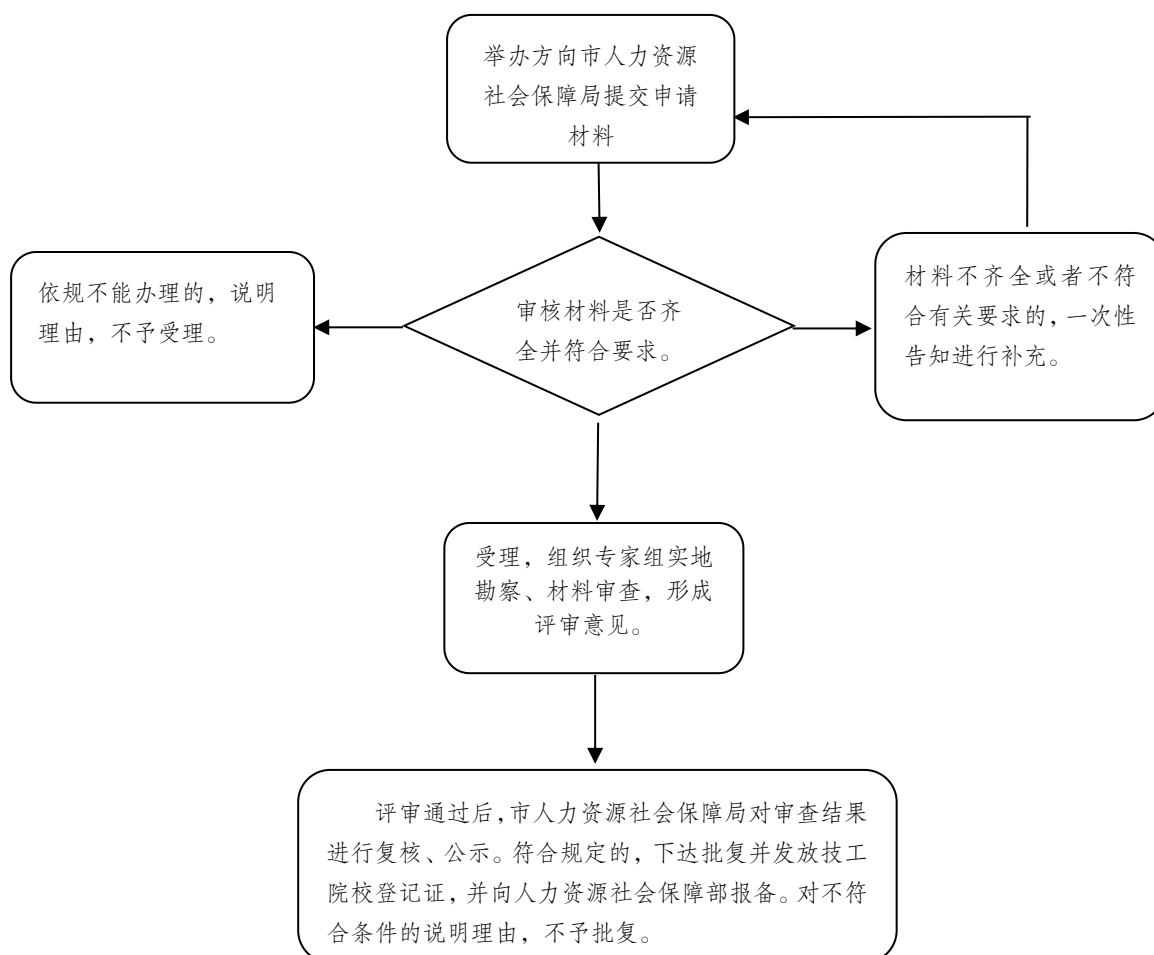 举办方向市人力资源
社会保障局提交申请
材料
依规不能办理的，说明
理由，不予受理。
审核材料是否齐
全并符合要求。
材料不齐全或者不符
合有关要求的，一次性
告知进行补充。
受理，组织专家组实地
勘察、材料审查，形成
评审意见。
评审通过后，市人力资源社会保障局对审查结果
进行复核、公示。符合规定的，下达批复并发放技工
院校登记证，并向人力资源社会保障部报备。对不符
合条件的说明理由，不予批复。